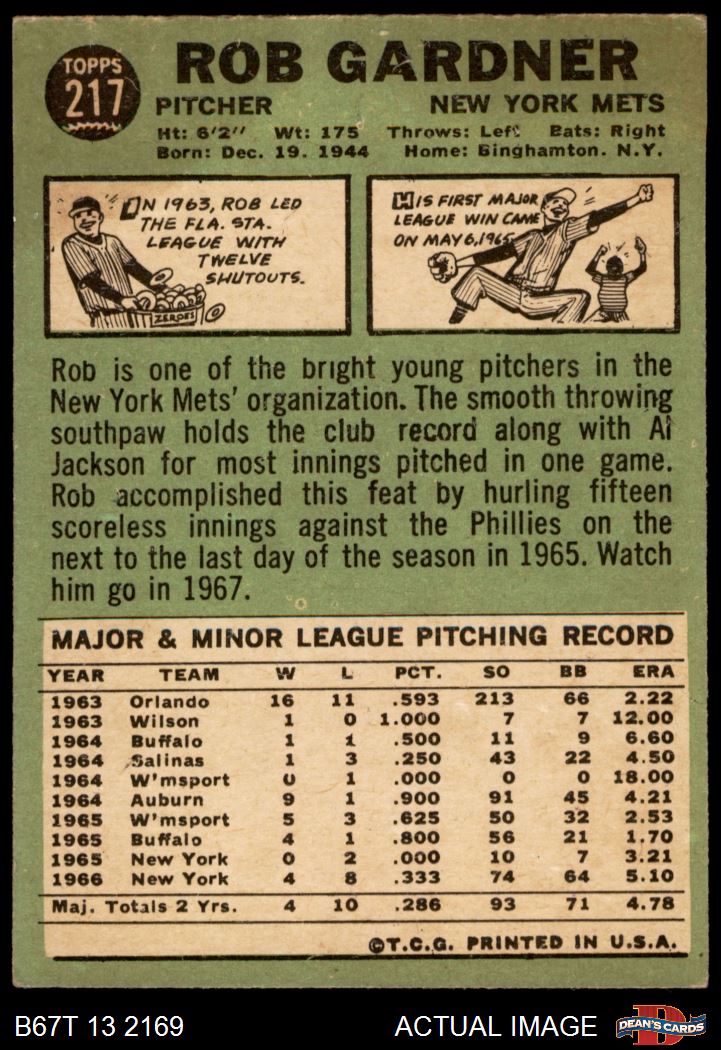 TOPPS
217
ROB GARDNER
PITCHER NEW YORK METS
Ht: 6'2" Wt: 175 Throws: Left Bats: Right
Born: Dec. 19. 1944 Home: Binghamton. N.Y.
IN 1963, ROB LED
THE FLA. STA.
LEAGUE WITH
TWELVE
SHUTOUTS.
ZEROES
HIS FIRST MAJOR
LEAGUE WIN CAME
ON MAY 6, 1965.
Rob is one of the bright young pitchers in the
New York Mets' organization. The smooth throwing
southpaw holds the club record along with Al
Jackson for most innings pitched in one game.
Rob accomplished this feat by hurling fifteen
scoreless innings against the Phillies on the
next to the last day of the season in 1965. Watch
him go in 1967.
MAJOR & MINOR LEAGUE PITCHING RECORD
YEAR TEAM W L PCT. SO BB ERA
1963 Orlando 16 11 .593 213 66 2.22
1963 Wilson 1 0 1.000 7 7 12.00
1964 Buffalo 1 1 .500 11 9 6.60
1964 Salinas 1 3 .250 43 22 4.50
1964 W'msport 0 1 .000 0 0 18.00
1964 Auburn 9 1 .900 91 45 4.21
1965 W'msport 5 3 .625 50 32 2.53
1965 Buffalo 4 1 .800 56 21 1.70
1965 New York 0 2 .000 10 7 3.21
1966 New York 4 8 .333 74 64 5.10
Maj. Totals 2 Yrs. 4 10 .286 93 71 4.78
©T.C.G. PRINTED IN U.S.A.
B67T 13 2169 ACTUAL IMAGE D DEAN'S CARDS